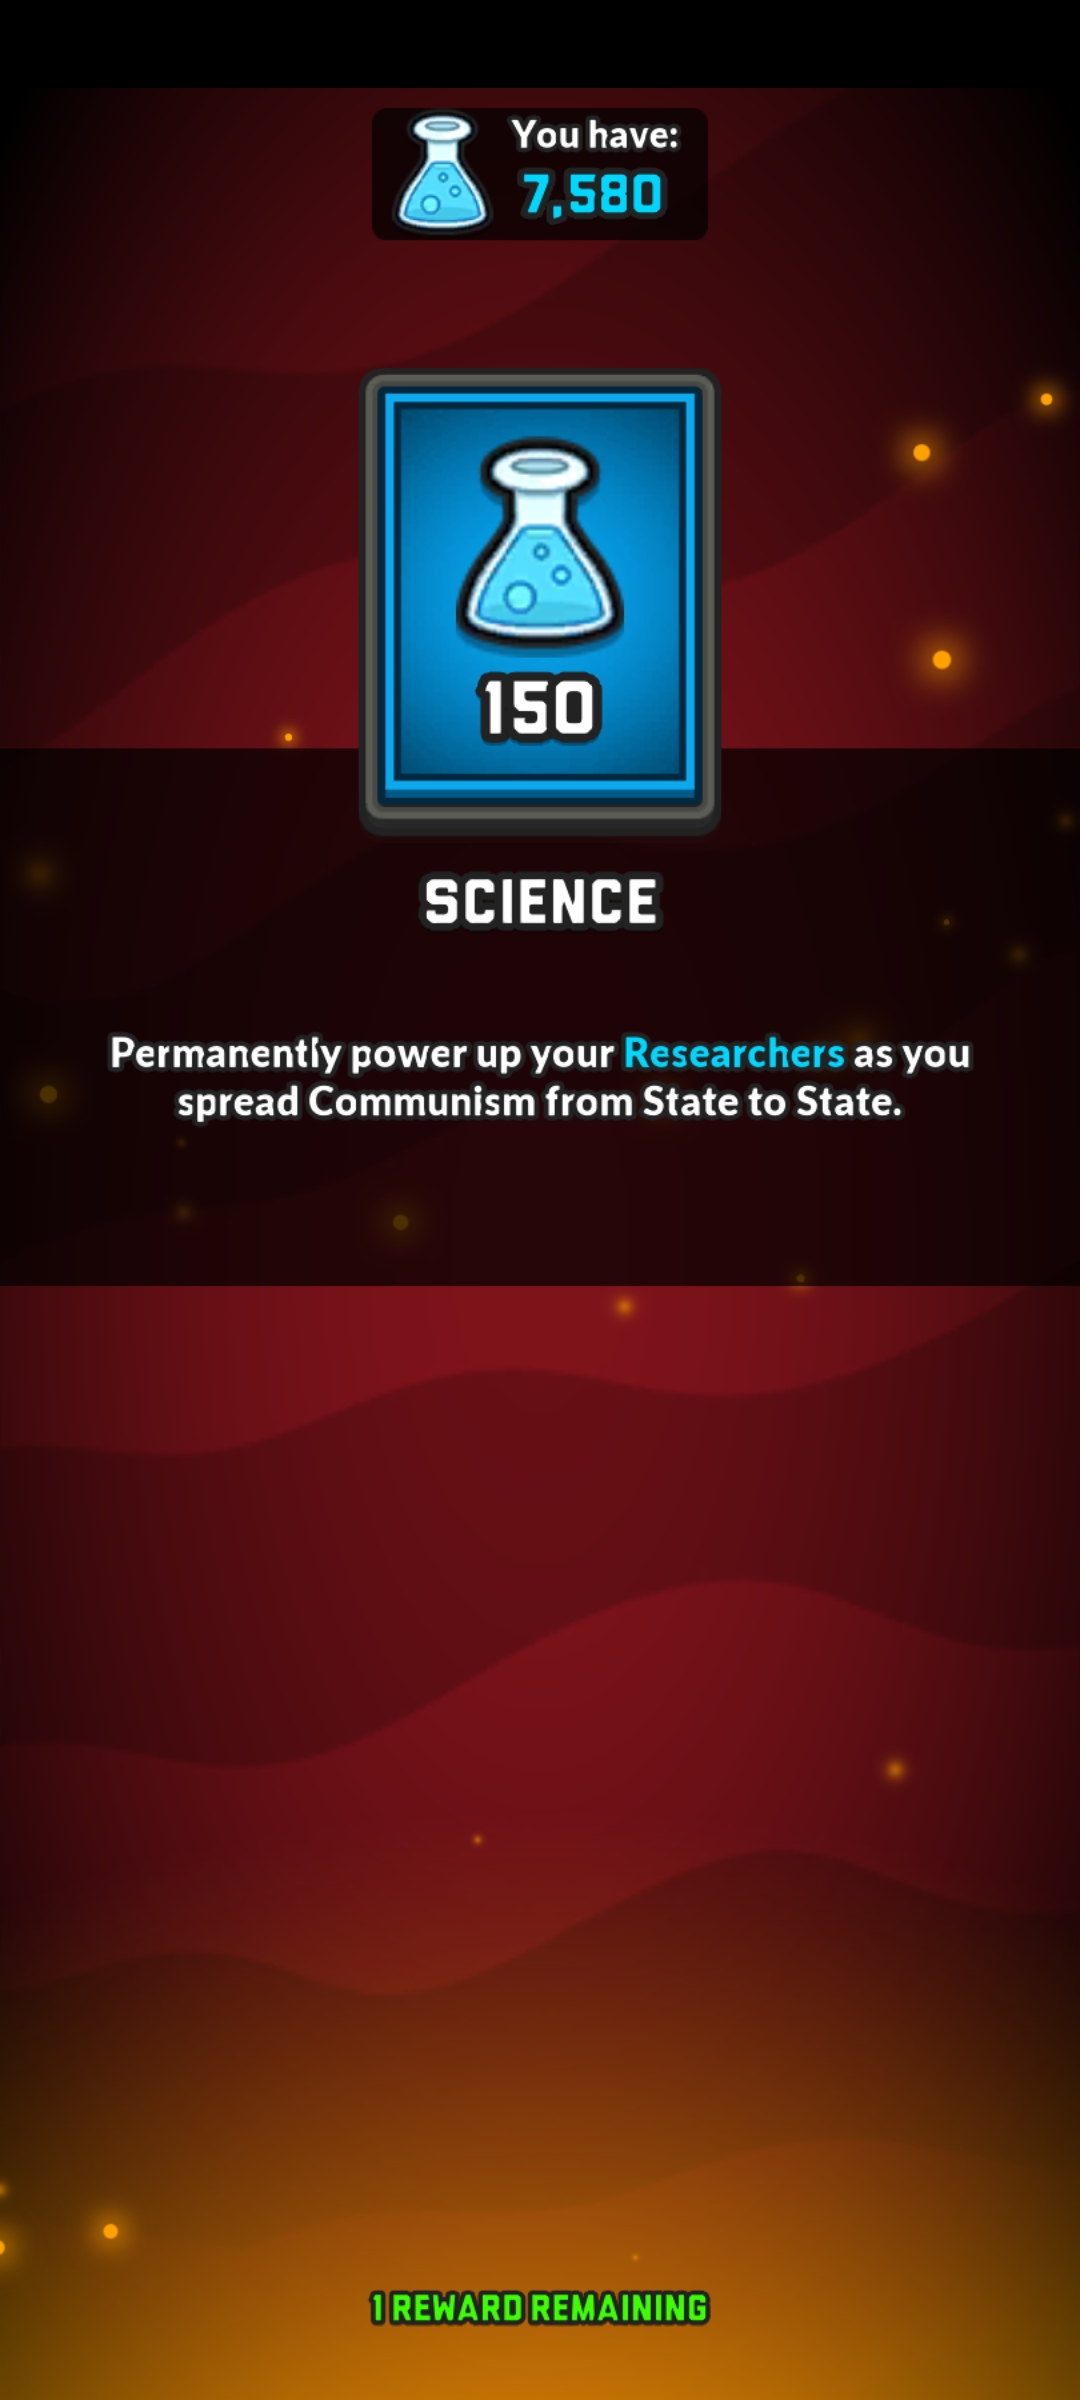 You have:
7,580
150
SCIENCE
Permanently power up your Researchers as you
spread Communism from State to State.
1 REWARD REMAINING